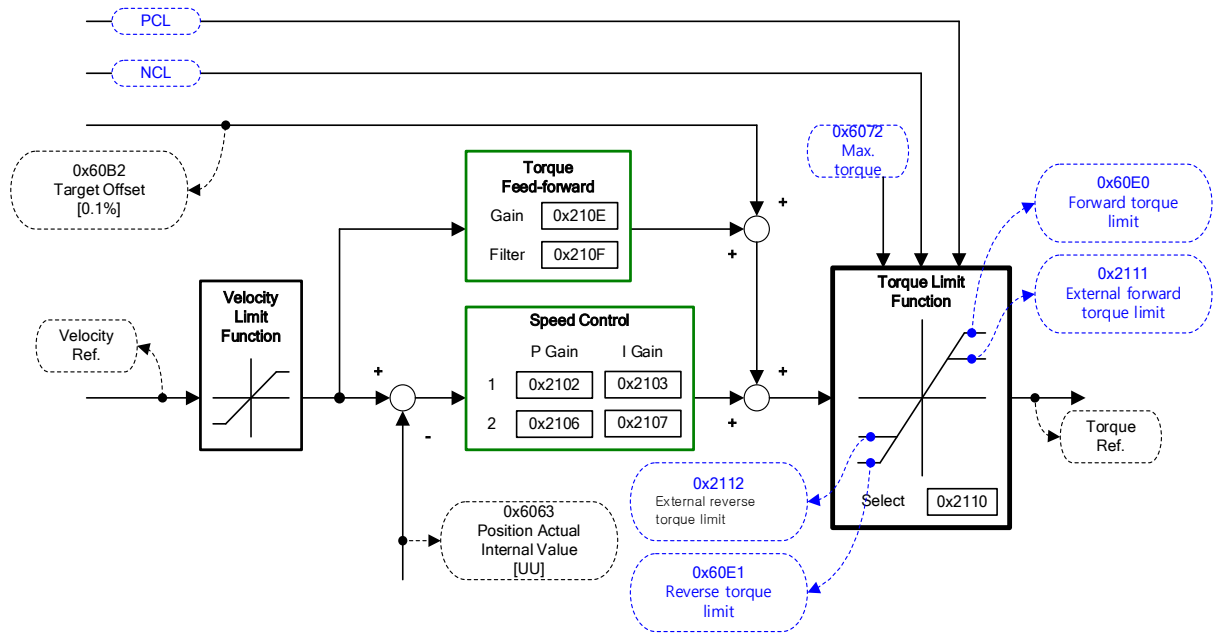 PCL
NCL
0x60B2
Target Offset
[0.1%]
Torque
Feed-forward
Gain
0x210E
Filter
0x210F
+
+
0x6072
Max.
torque
0x60E0
Forward torque
limit
0x2111
External forward
torque limit
Velocity
Ref.
Velocity
Limit
Function
+
-
Speed Control
P Gain
I Gain
1
0x2102
0x2103
2
0x2106
0x2107
+
+
Torque Limit
Function
Select
0x2110
Torque
Ref.
0x2112
External reverse
torque limit
0x60E1
Reverse torque
limit
0x6063
Position Actual
Internal Value
[UU]